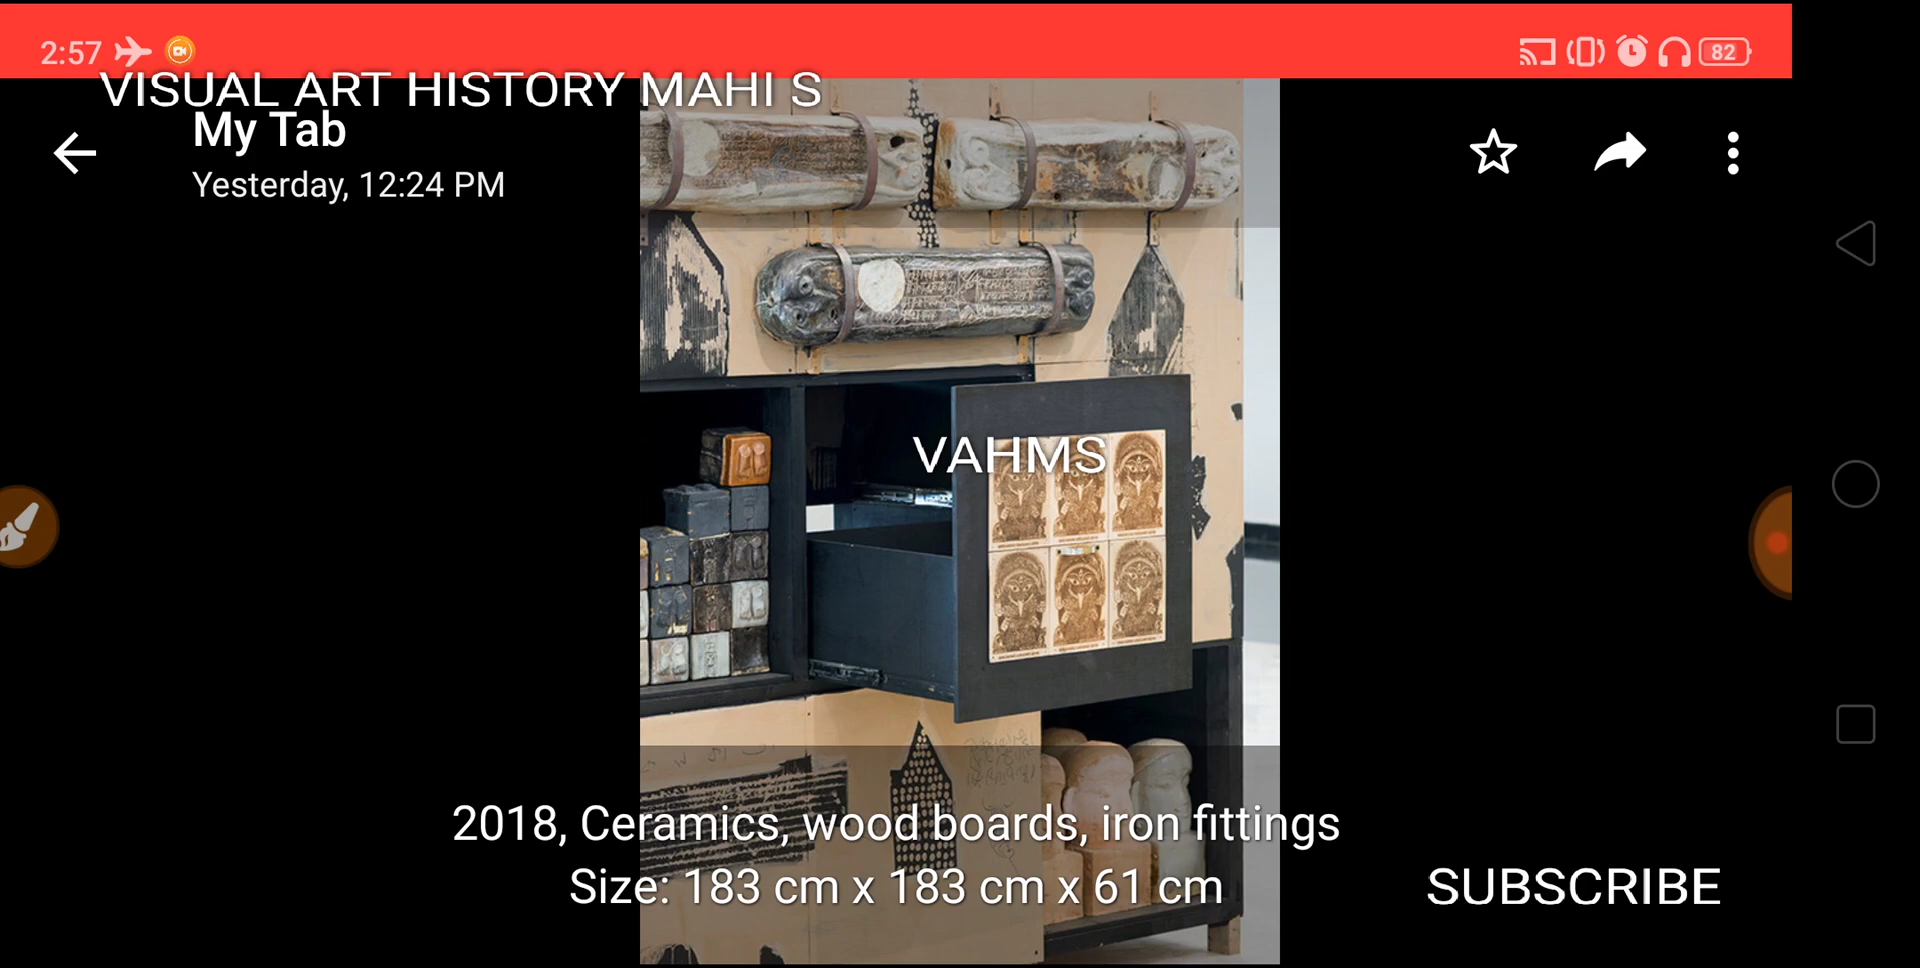 2:57
82
VISUAL ART HISTORY MAHI S
My Tab
Yesterday, 12:24 PM
VAHMS
2018, Ceramics, wood boards, iron fittings
Size: 183 cm x 183 cm x 61 cm
SUBSCRIBE